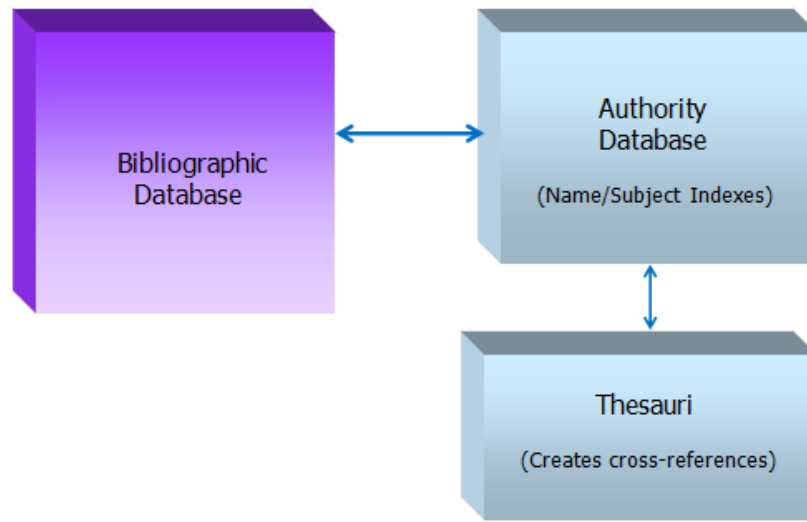 Bibliographic
Database
Authority
Database
(Name/Subject Indexes)
Thesauri
(Creates cross-references)